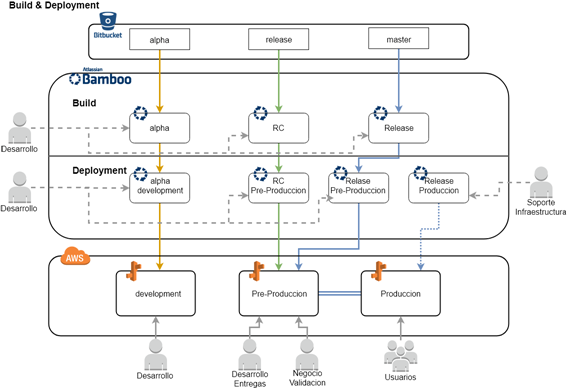 Build & Deployment
Bitbucket
alpha
release
master
Atlassian
Bamboo
Build
alpha
RC
Release
Desarrollo
Deployment
alpha
development
RC
Pre-Produccion
Relase
Pre-Produccion
Release
Produccion
Desarrollo
Soporte
Infraestructura
AWS
development
Pre-Produccion
Produccion
Desarrollo
Desarrollo
Entregas
Negocio
Validacion
Usuarios